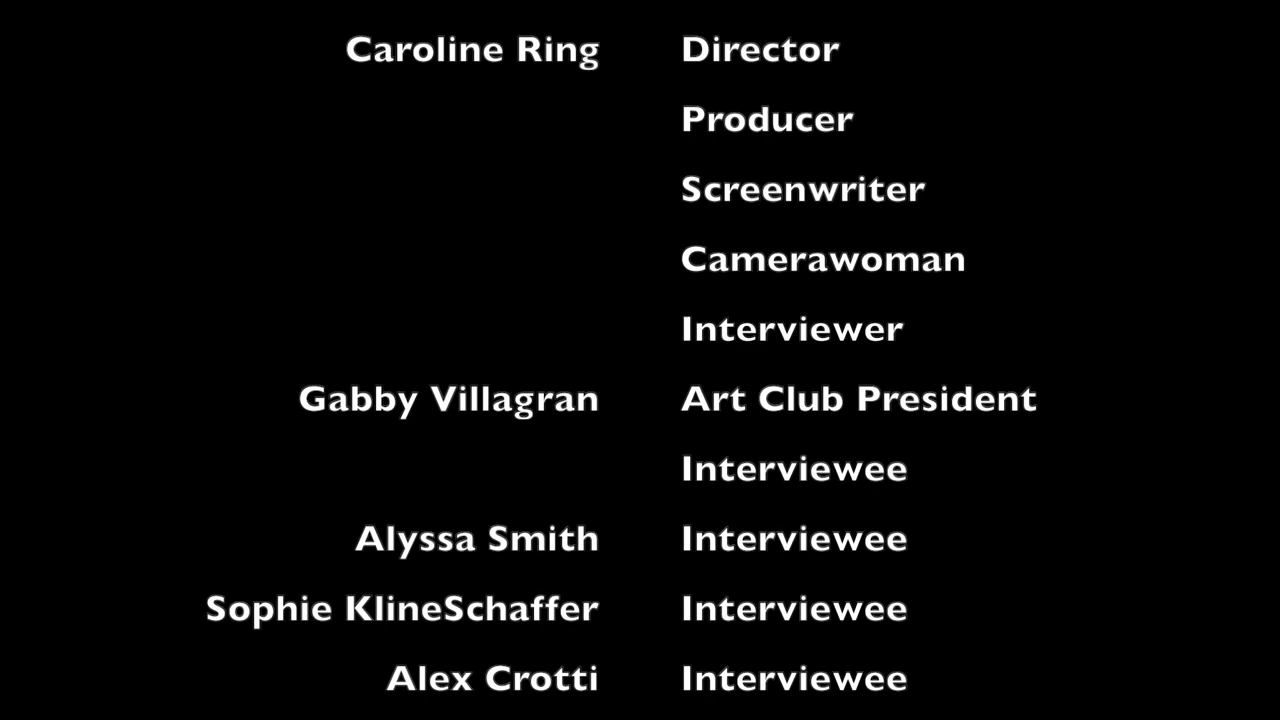 Caroline Ring Director
Producer
Screenwriter
Camerawoman
Interviewer
Gabby Villagran Art Club President
Interviewee
Alyssa Smith Interviewee
Sophie KlineSchaffer Interviewee
Alex Crotti Interviewee